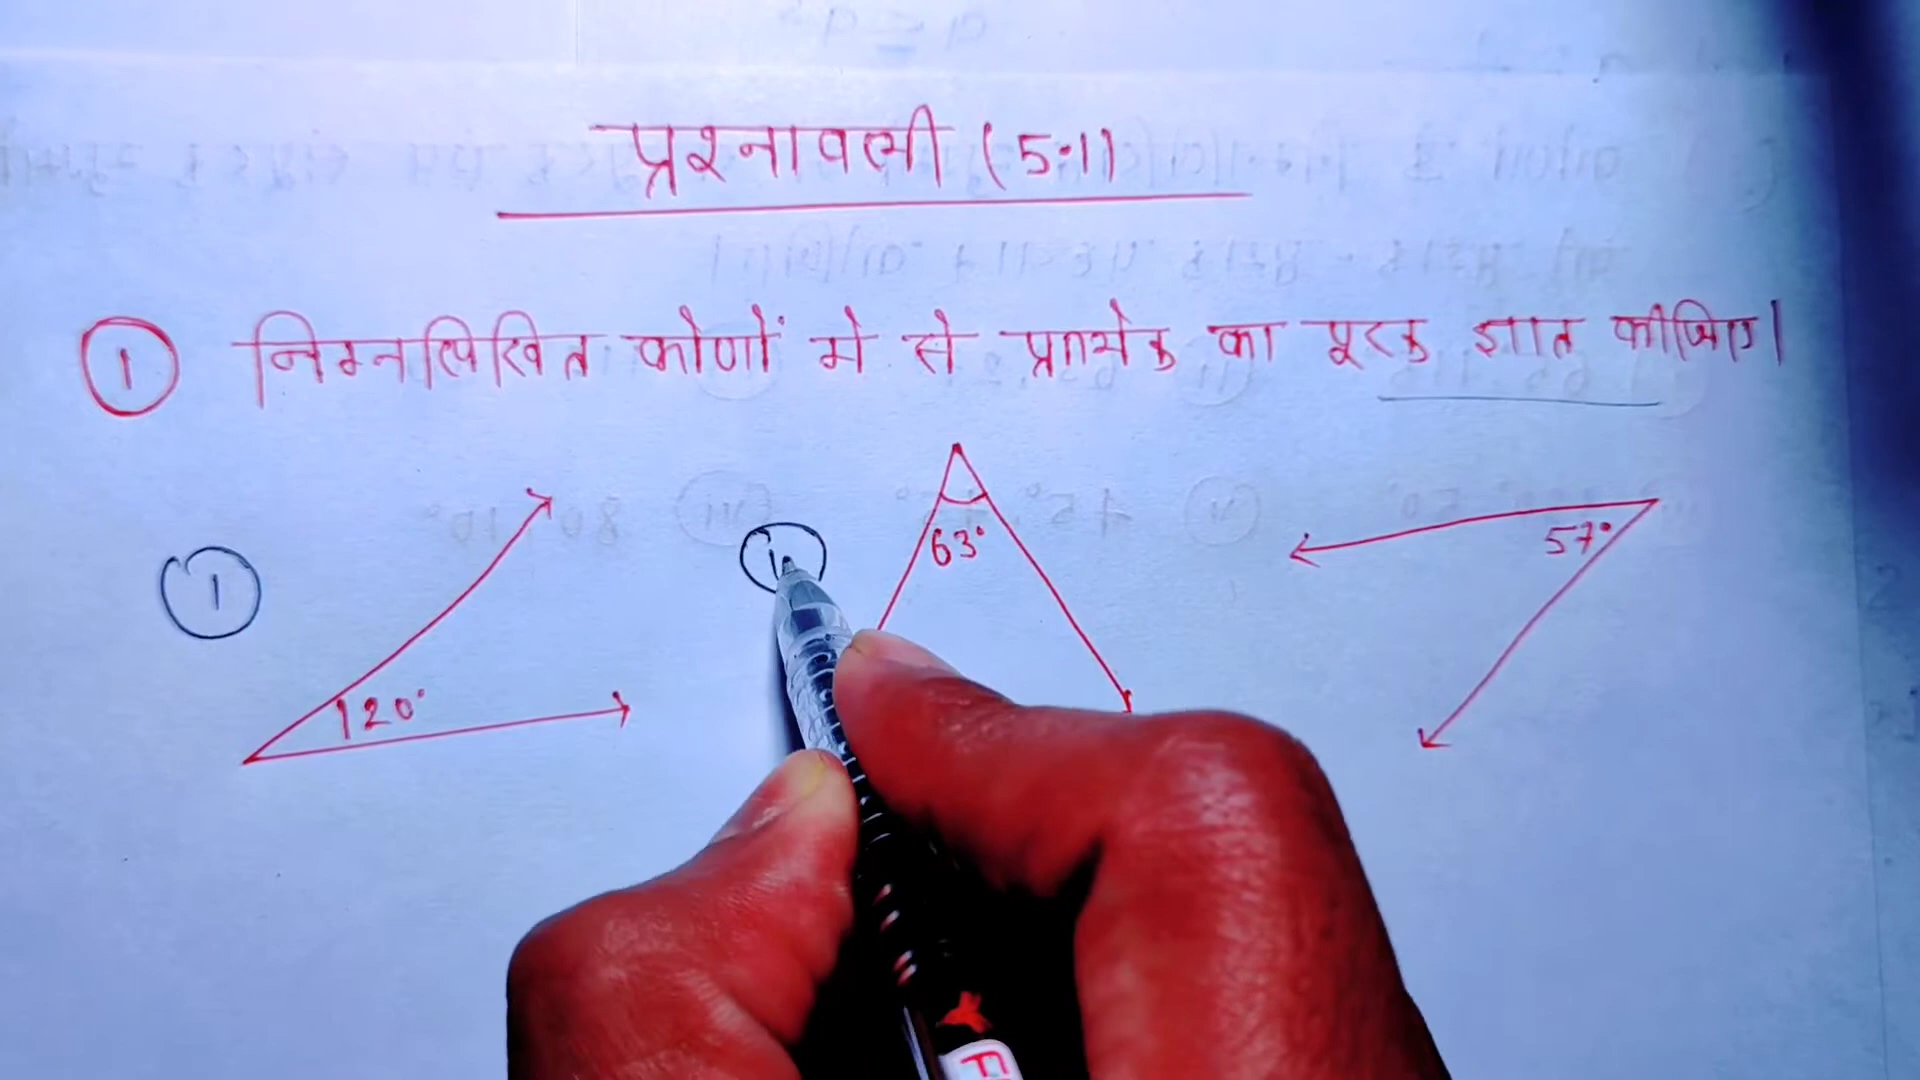 प्रश्नावली (5.1)
① निम्नलिखित कोणों मे से प्रत्येक का पूरक ज्ञात कीजिए।
①
63°
57°
120°